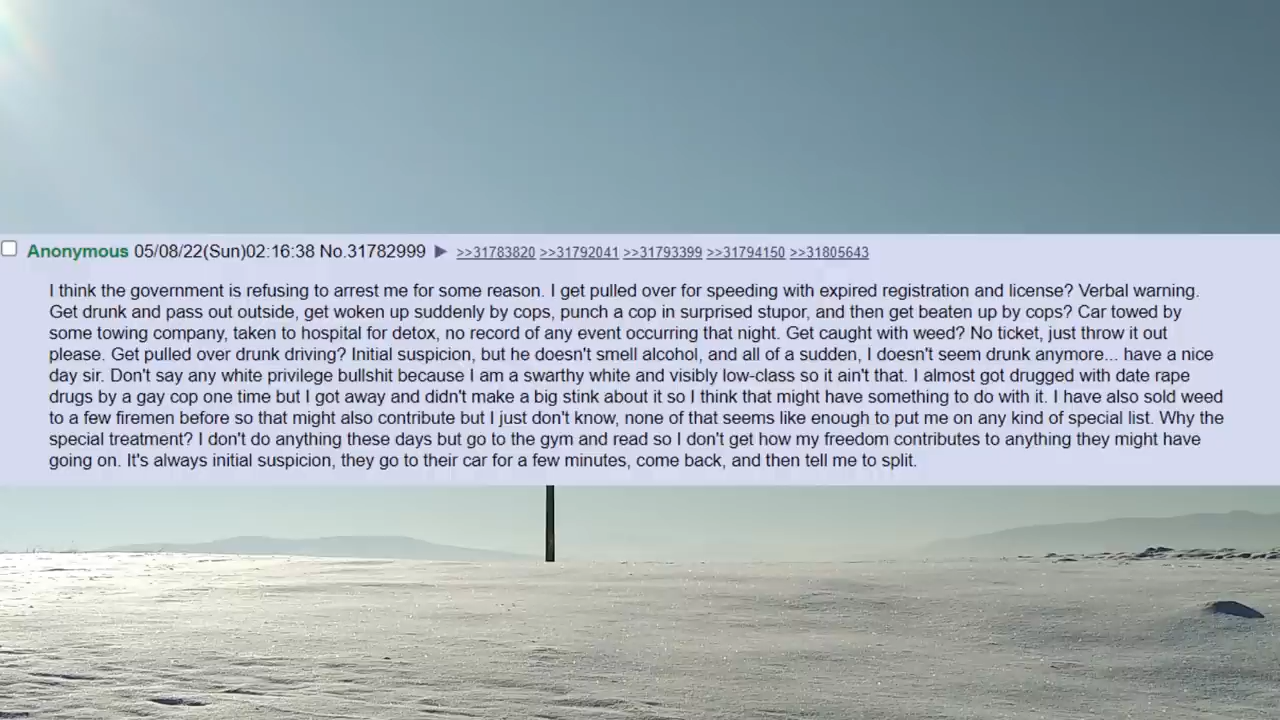 Anonymous 05/08/22(Sun)02:16:38 No.31782999 ▶ >>31783820 >>31792041 >>31793399 >>31794150 >>31805643
I think the government is refusing to arrest me for some reason. I get pulled over for speeding with expired registration and license? Verbal warning.
Get drunk and pass out outside, get woken up suddenly by cops, punch a cop in surprised stupor, and then get beaten up by cops? Car towed by
some towing company, taken to hospital for detox, no record of any event occurring that night. Get caught with weed? No ticket, just throw it out
please. Get pulled over drunk driving? Initial suspicion, but he doesn't smell alcohol, and all of a sudden, I doesn't seem drunk anymore... have a nice
day sir. Don't say any white privilege bullshit because I am a swarthy white and visibly low-class so it ain't that. I almost got drugged with date rape
drugs by a gay cop one time but I got away and didn't make a big stink about it so I think that might have something to do with it. I have also sold weed
to a few firemen before so that might also contribute but I just don't know, none of that seems like enough to put me on any kind of special list. Why the
special treatment? I don't do anything these days but go to the gym and read so I don't get how my freedom contributes to anything they might have
going on. It's always initial suspicion, they go to their car for a few minutes, come back, and then tell me to split.